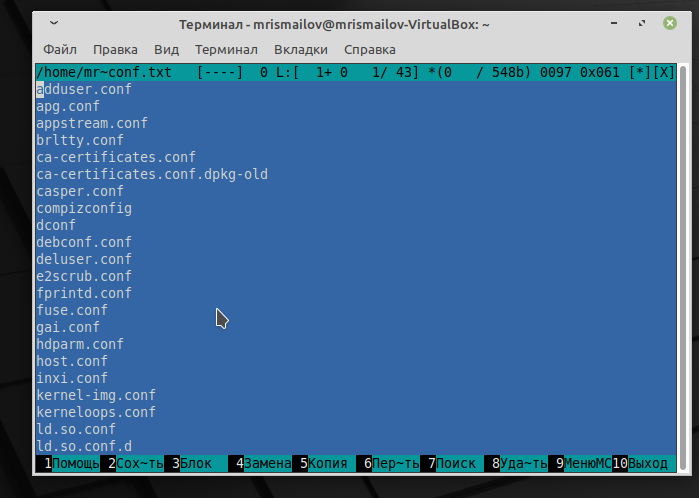 Терминал - mrismailov@mrismailov-VirtualBox: ~
Файл Правка Вид Терминал Вкладки Справка
/home/mr~conf.txt [----] 0 L:[ 1+ 0 1/ 43] *(0 / 548b) 0097 0x061 [*][X]
adduser.conf
apg.conf
appstream.conf
brltty.conf
ca-certificates.conf
ca-certificates.conf.dpkg-old
casper.conf
compizconfig
dconf
debconf.conf
deluser.conf
e2scrub.conf
fprintd.conf
fuse.conf
gai.conf
hdparm.conf
host.conf
inxi.conf
kernel-img.conf
kerneloops.conf
ld.so.conf
ld.so.conf.d
1Помощь 2Сох~ть 3Блок 4Замена 5Копия 6Пер~ть 7Поиск 8Уда~ть 9МенюMC 10Выход